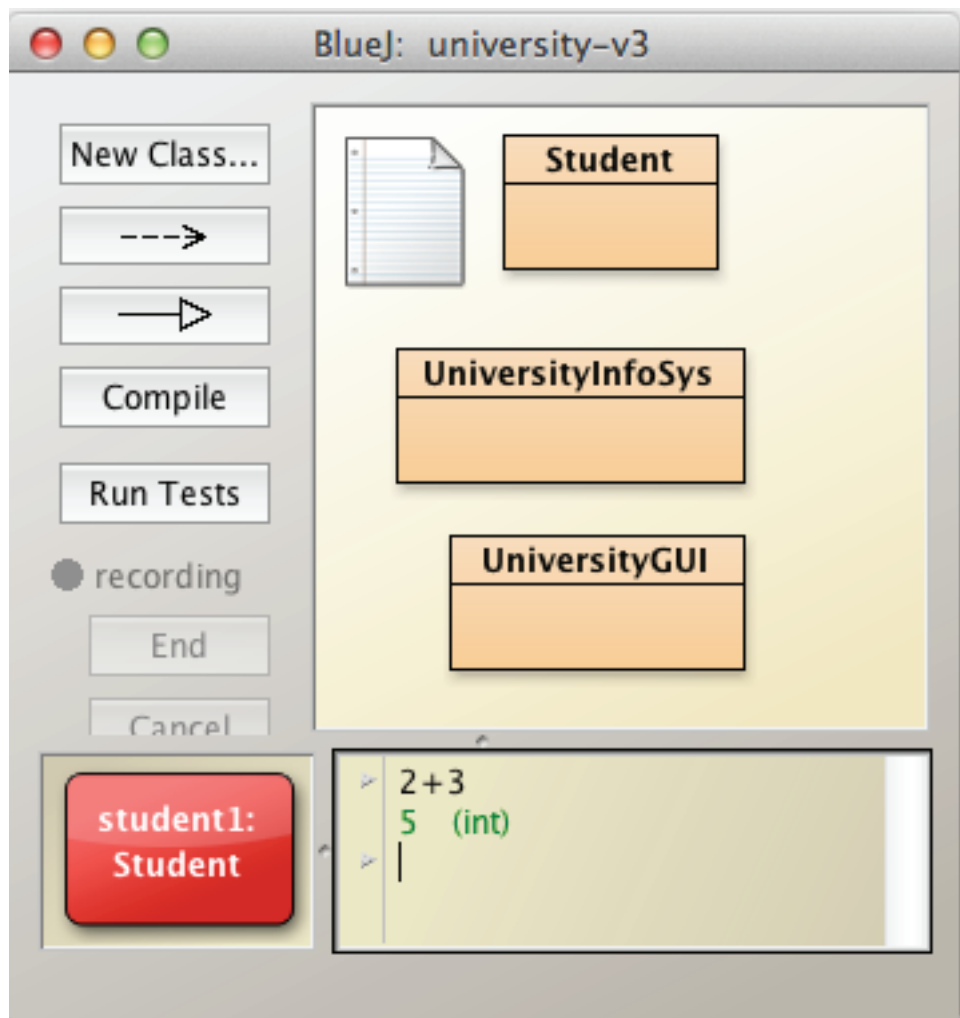 BlueJ: university-v3
New Class...
Compile
Run Tests
recording
End
Cancel
Student
UniversityInfoSys
UniversityGUI
student1:
Student
2+3
5 (int)